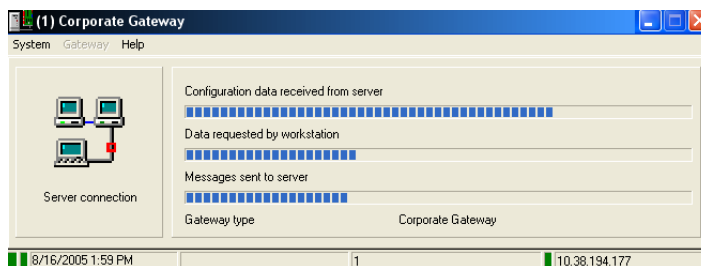 (1) Corporate Gateway
System Gateway Help
Configuration data received from server
Data requested by workstation
Messages sent to server
Server connection
Gateway type Corporate Gateway
8/16/2005 1:59 PM 1 10.38.194.177